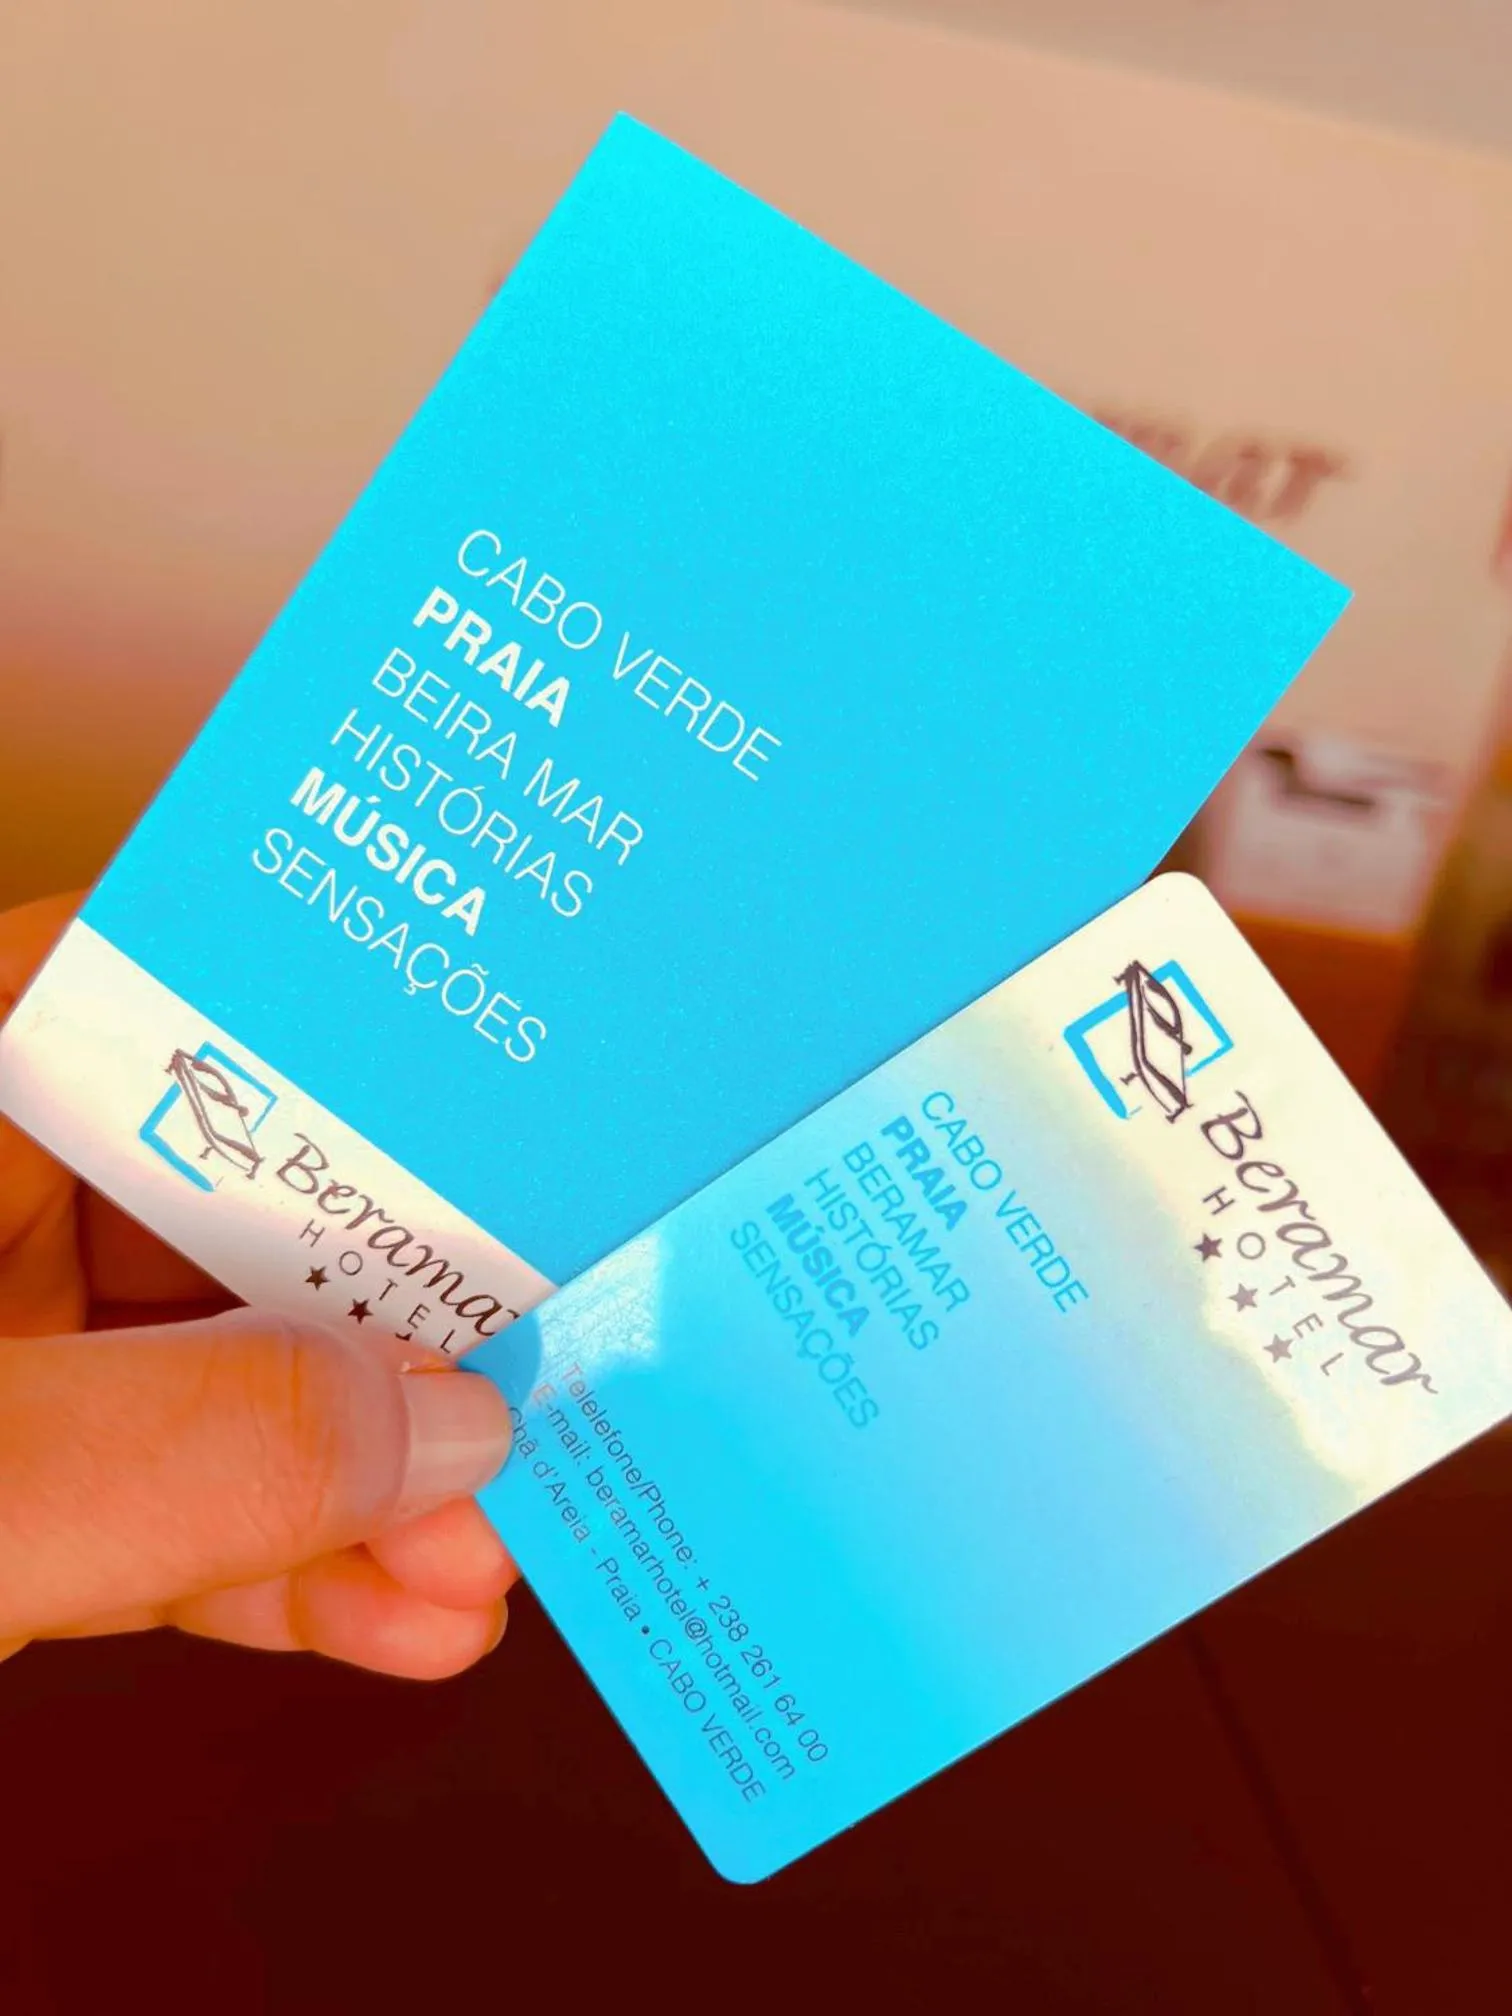 CABO VERDE
PRAIA
BEIRA MAR
HISTÓRIAS
MÚSICA
SENSAÇÕES
Beramar
HOTEL
Beramar
HOTEL
CABO VERDE
PRAIA
BERAMAR
HISTÓRIAS
MÚSICA
SENSAÇÕES
Telelefone/Phone: + 238 261 64 00
E-mail: beramarhotel@hotmail.com
Chã d'Areia - Praia • CABO VERDE